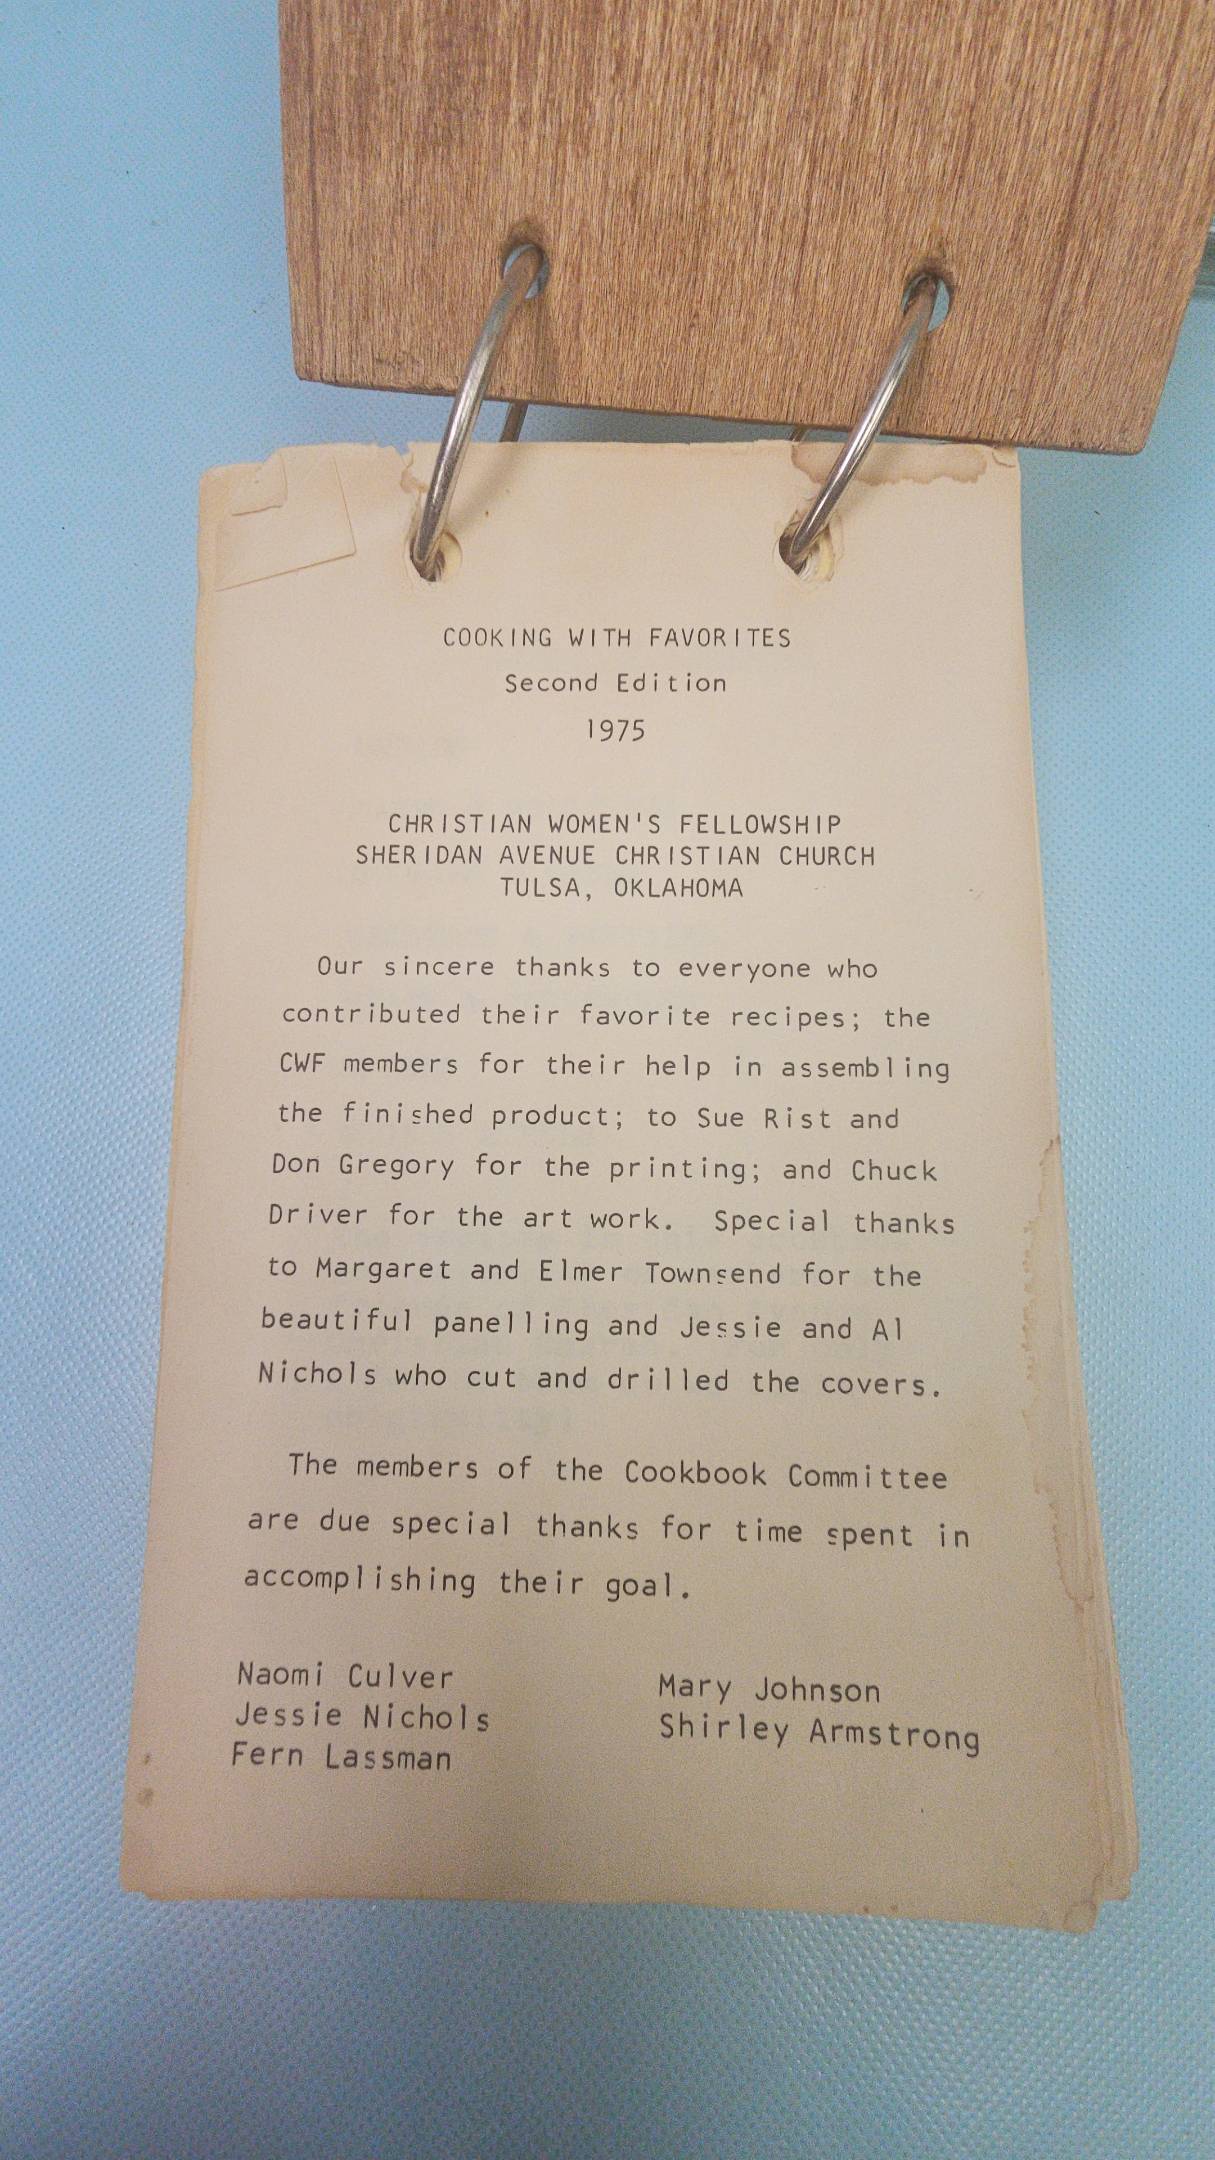 COOKING WITH FAVORITES
Second Edition
1975
CHRISTIAN WOMEN'S FELLOWSHIP
SHERIDAN AVENUE CHRISTIAN CHURCH
TULSA, OKLAHOMA
Our sincere thanks to everyone who
contributed their favorite recipes; the
CWF members for their help in assembling
the finished product; to Sue Rist and
Don Gregory for the printing; and Chuck
Driver for the art work. Special thanks
to Margaret and Elmer Townsend for the
beautiful panelling and Jessie and Al
Nichols who cut and drilled the covers.
The members of the Cookbook Committee
are due special thanks for time spent in
accomplishing their goal.
Naomi Culver
Jessie Nichols
Fern Lassman
Mary Johnson
Shirley Armstrong